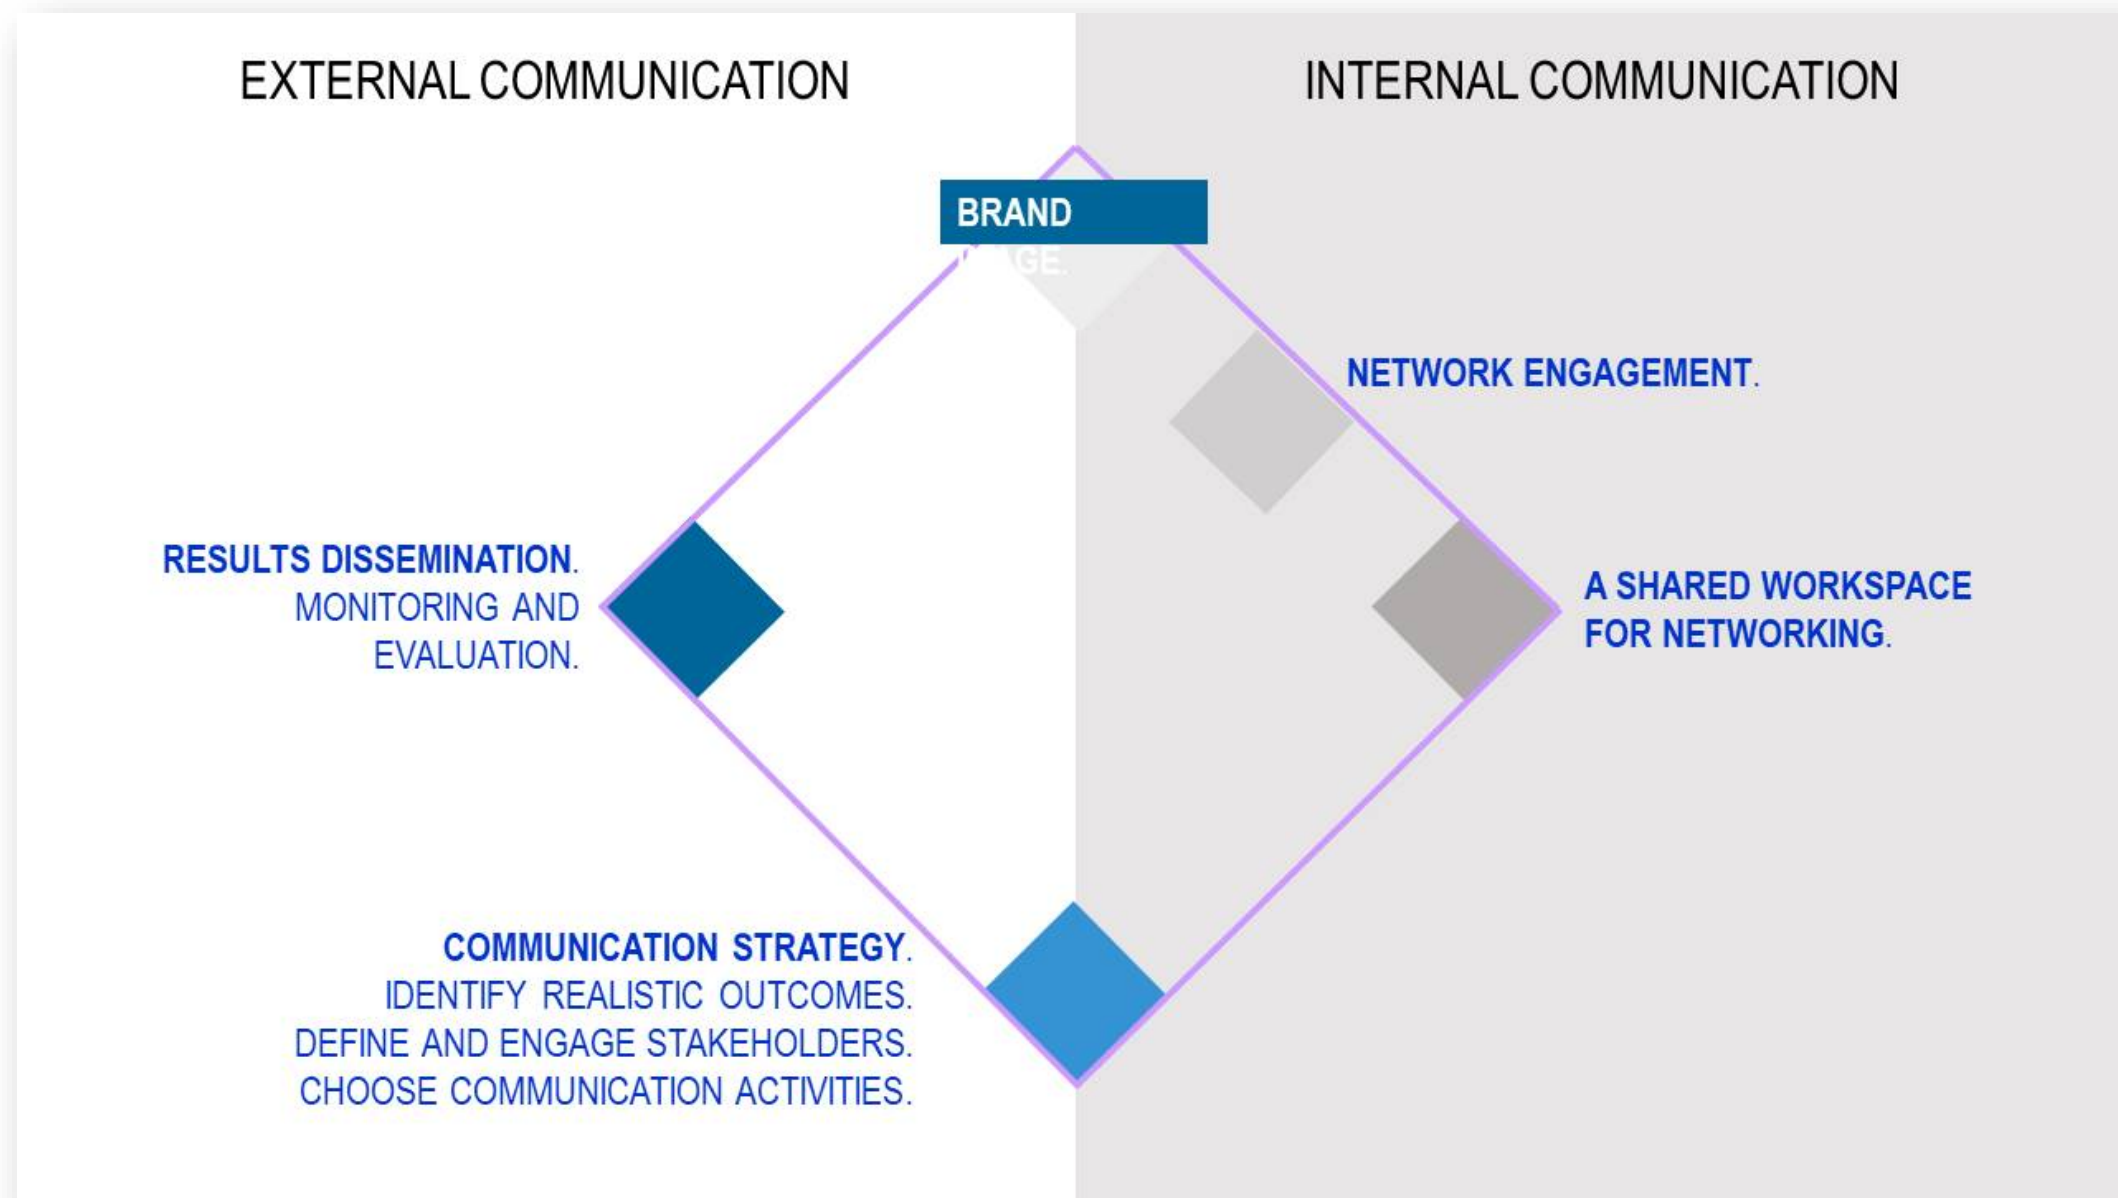 EXTERNAL COMMUNICATION
INTERNAL COMMUNICATION
BRAND
NETWORK ENGAGEMENT.
RESULTS DISSEMINATION.
MONITORING AND
EVALUATION.
A SHARED WORKSPACE
FOR NETWORKING.
COMMUNICATION STRATEGY.
IDENTIFY REALISTIC OUTCOMES.
DEFINE AND ENGAGE STAKEHOLDERS.
CHOOSE COMMUNICATION ACTIVITIES.